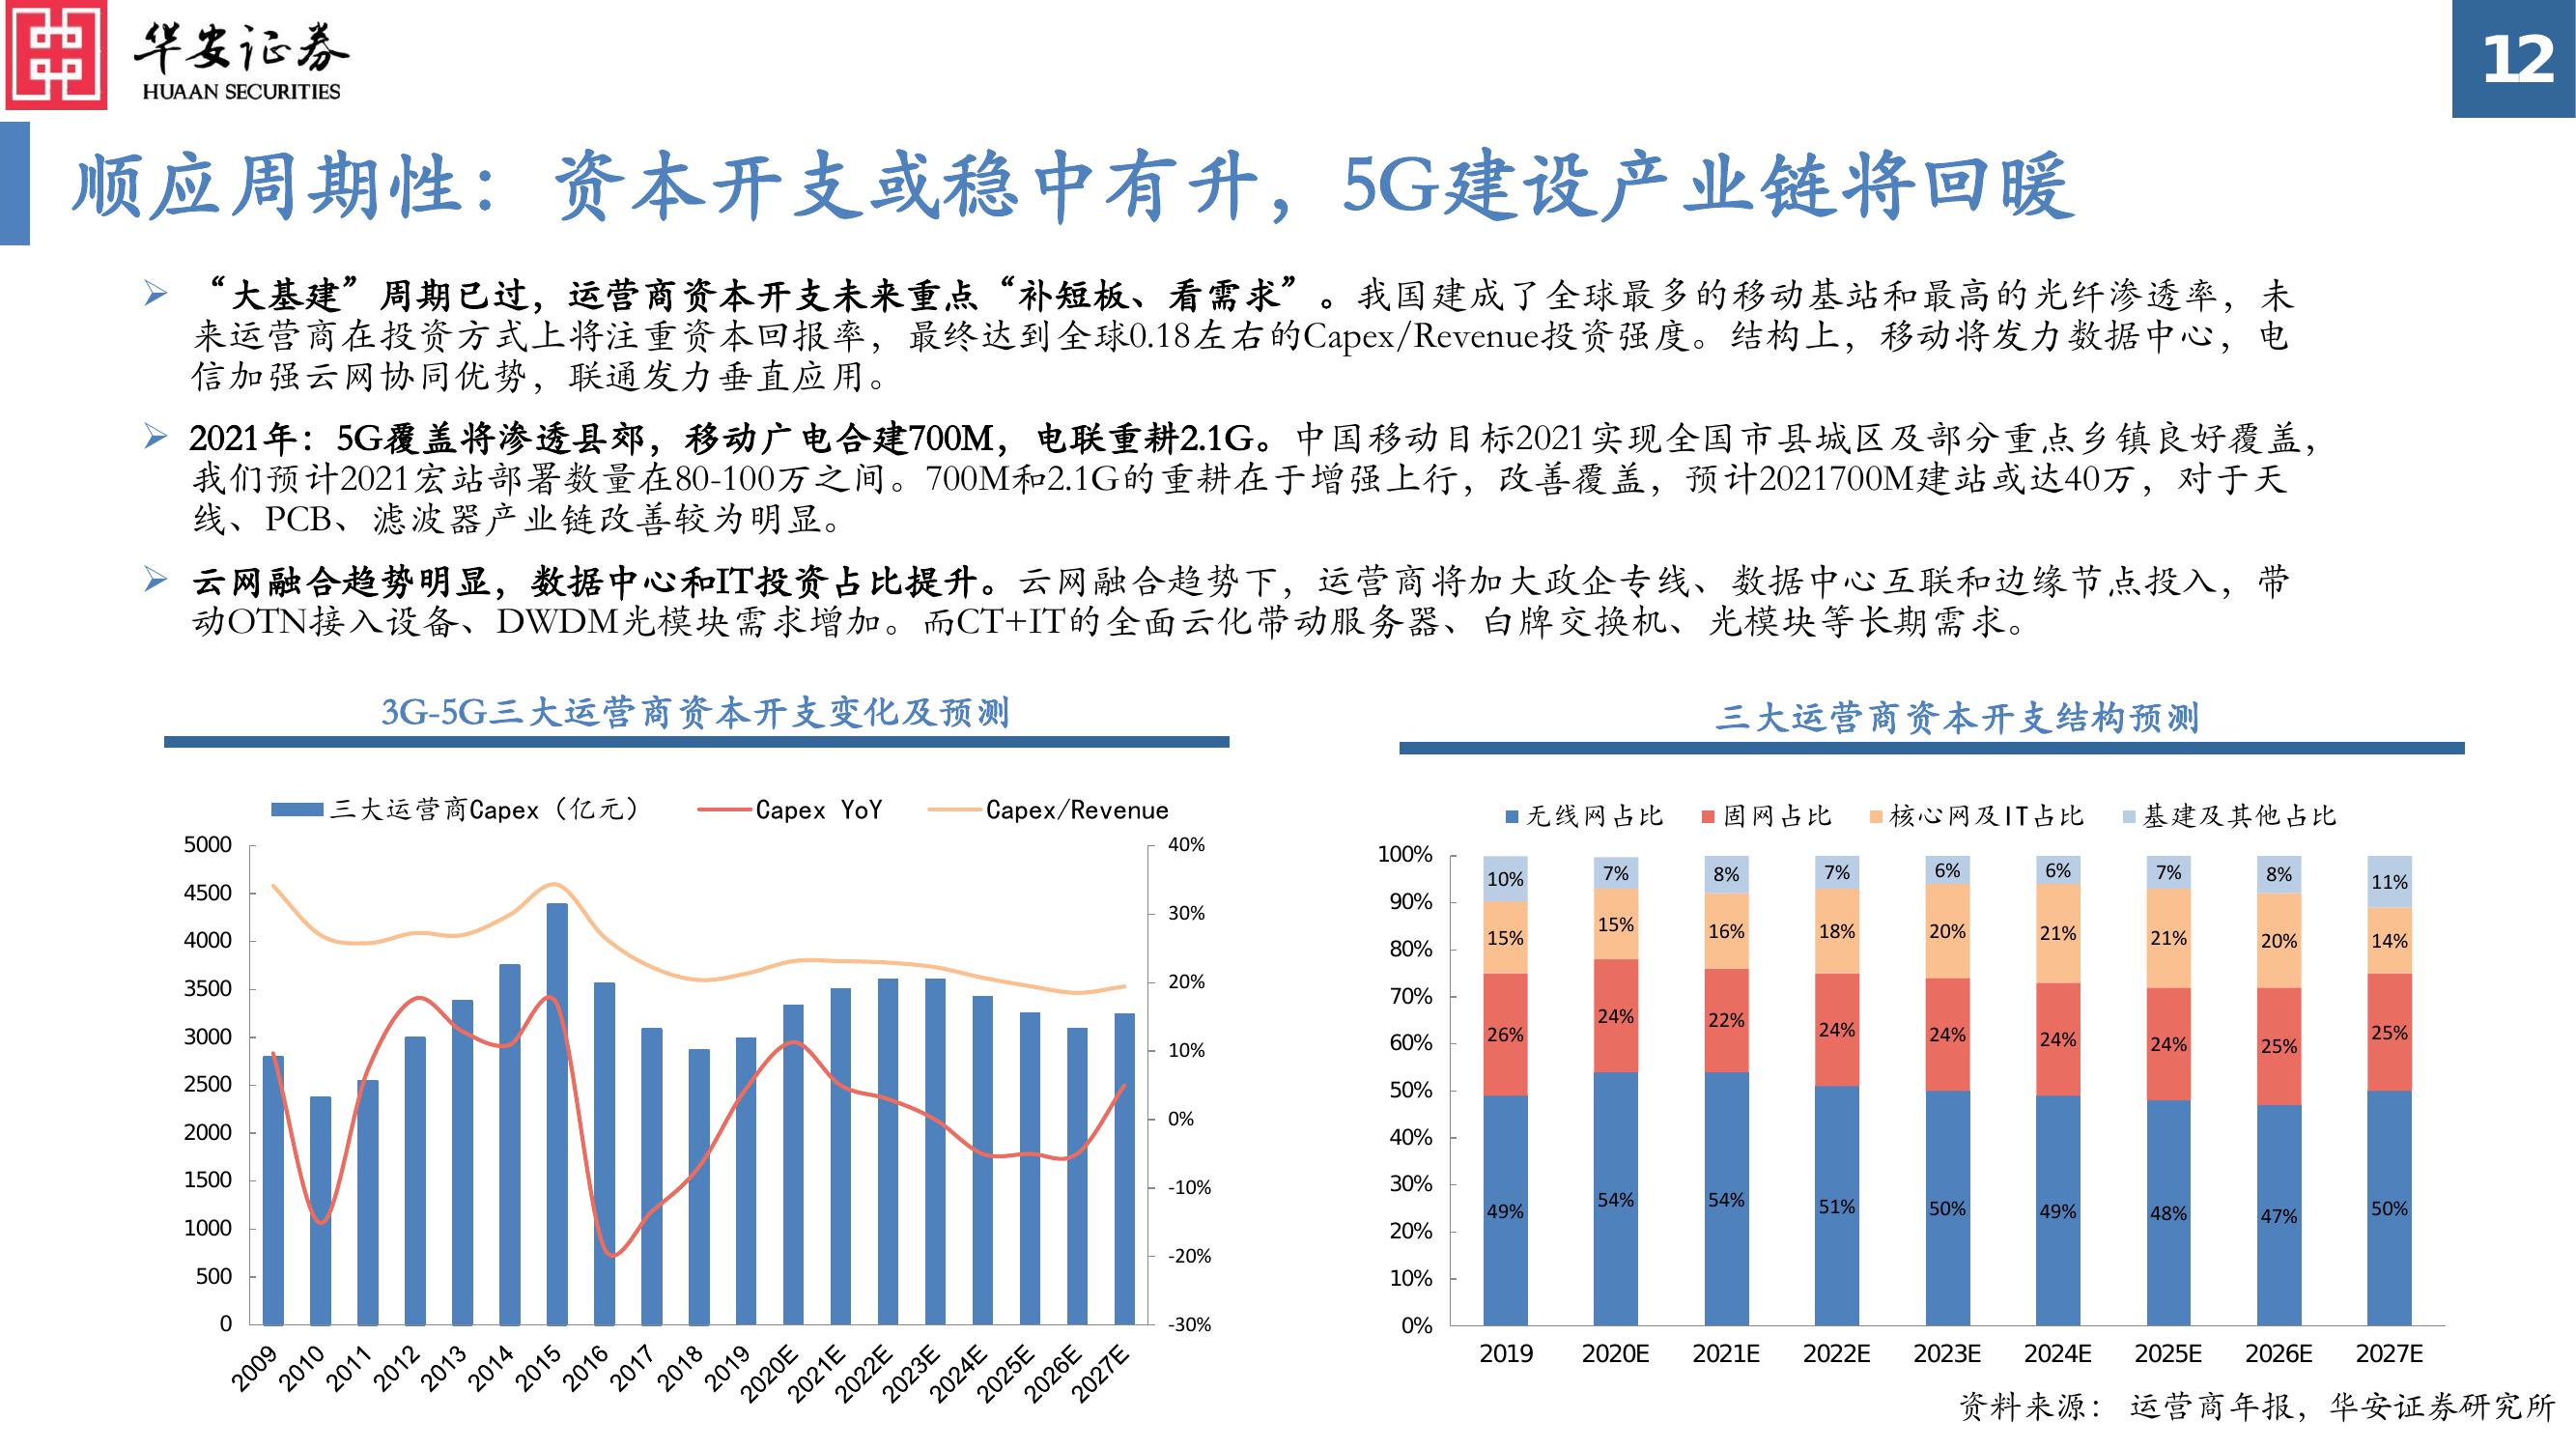 华安证券
HUAAN SECURITIES
12
顺应周期性：资本开支或稳中有升，5G建设产业链将回暖
“大基建”周期已过，运营商资本开支未来重点“补短板、看需求”。我国建成了全球最多的移动基站和最高的光纤渗透率，未
来运营商在投资方式上将注重资本回报率，最终达到全球0.18左右的Capex/Revenue投资强度。结构上，移动将发力数据中心，电
信加强云网协同优势，联通发力垂直应用。
2021年：5G覆盖将渗透县郊，移动广电合建700M，电联重耕2.1G。中国移动目标2021实现全国市县城区及部分重点乡镇良好覆盖，
我们预计2021宏站部署数量在80-100万之间。700M和2.1G的重耕在于增强上行，改善覆盖，预计2021700M建站或达40万，对于天
线、PCB、滤波器产业链改善较为明显。
云网融合趋势明显，数据中心和IT投资占比提升。云网融合趋势下，运营商将加大政企专线、数据中心互联和边缘节点投入，带
动OTN接入设备、DWDM光模块需求增加。而CT+IT的全面云化带动服务器、白牌交换机、光模块等长期需求。
3G-5G三大运营商资本开支变化及预测
三大运营商Capex（亿元） Capex YoY Capex/Revenue
5000 40%
4500
4000 30%
3500 20%
3000
2500 10%
2000 0%
1500 -10%
1000 -20%
500
0 -30%
2009 2010 2011 2012 2013 2014 2015 2016 2017 2018 2019 2020E 2021E 2022E 2023E 2024E 2025E 2026E 2027E
三大运营商资本开支结构预测
无线网占比 固网占比 核心网及IT占比 基建及其他占比
100%
90%
80%
70%
60%
50%
40%
30%
20%
10%
0%
10% 7% 8% 7% 6% 6% 7% 8% 11%
15% 15% 16% 18% 20% 21% 21% 20% 14%
26% 24% 22% 24% 24% 24% 24% 25% 25%
49% 54% 54% 51% 50% 49% 48% 47% 50%
2019 2020E 2021E 2022E 2023E 2024E 2025E 2026E 2027E
资料来源：运营商年报，华安证券研究所